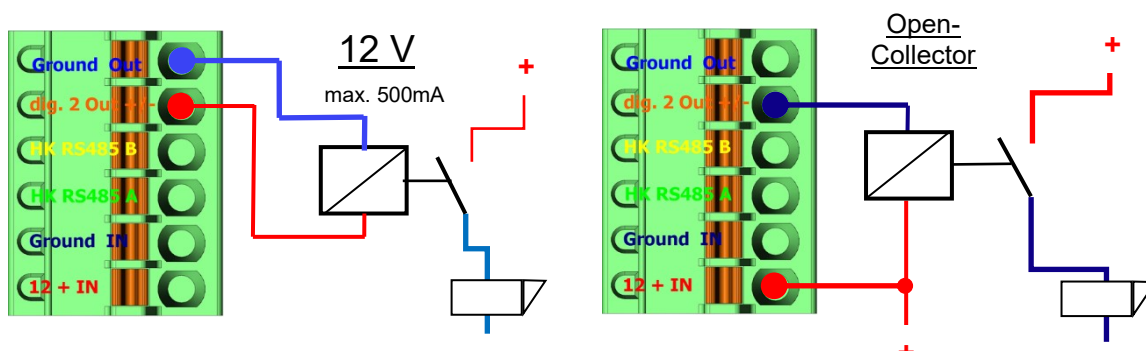 12 V
max. 500mA
+
Ground Out
dig. 2 Out +/-
HK RS485 B
HK RS485 A
Ground IN
12 + IN
Open-
Collector
+
Ground Out
dig. 2 Out +/-
HK RS485 B
HK RS485 A
Ground IN
12 + IN
+